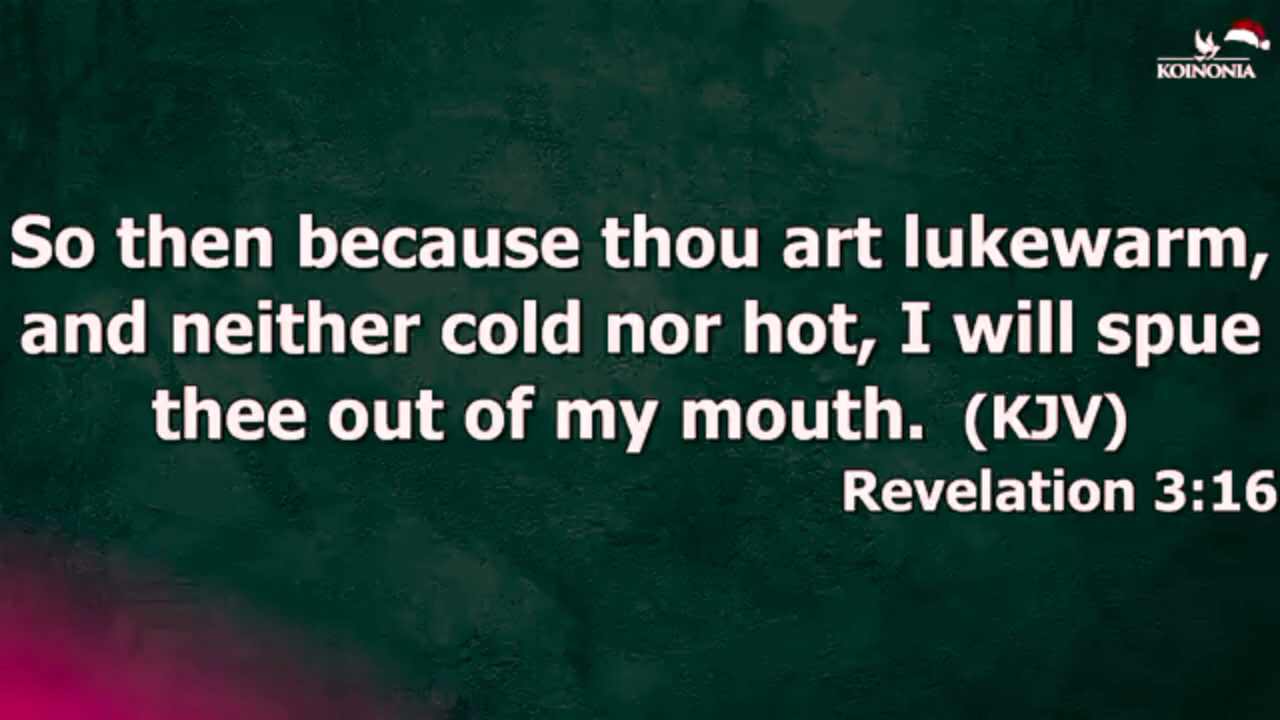 KOINONIA
So then because thou art lukewarm,
and neither cold nor hot, I will spue
thee out of my mouth. (KJV)
Revelation 3:16